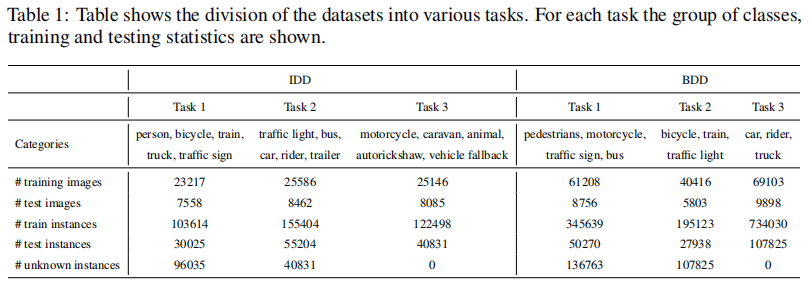 Table 1: Table shows the division of the datasets into various tasks. For each task the group of classes,
training and testing statistics are shown.
IDD BDD
Task 1 Task 2 Task 3 Task 1 Task 2 Task 3
Categories person, bicycle, train, traffic light, bus, motorcycle, caravan, animal, pedestrians, motorcycle, bicycle, train, car, rider,
truck, traffic sign car, rider, trailer autorickshaw, vehicle fallback traffic sign, bus traffic light truck
# training images 23217 25586 25146 61208 40416 69103
# test images 7558 8462 8085 8756 5803 9898
# train instances 103614 155404 122498 345639 195123 734030
# test instances 30025 55204 40831 50270 27938 107825
# unknown instances 96035 40831 0 136763 107825 0